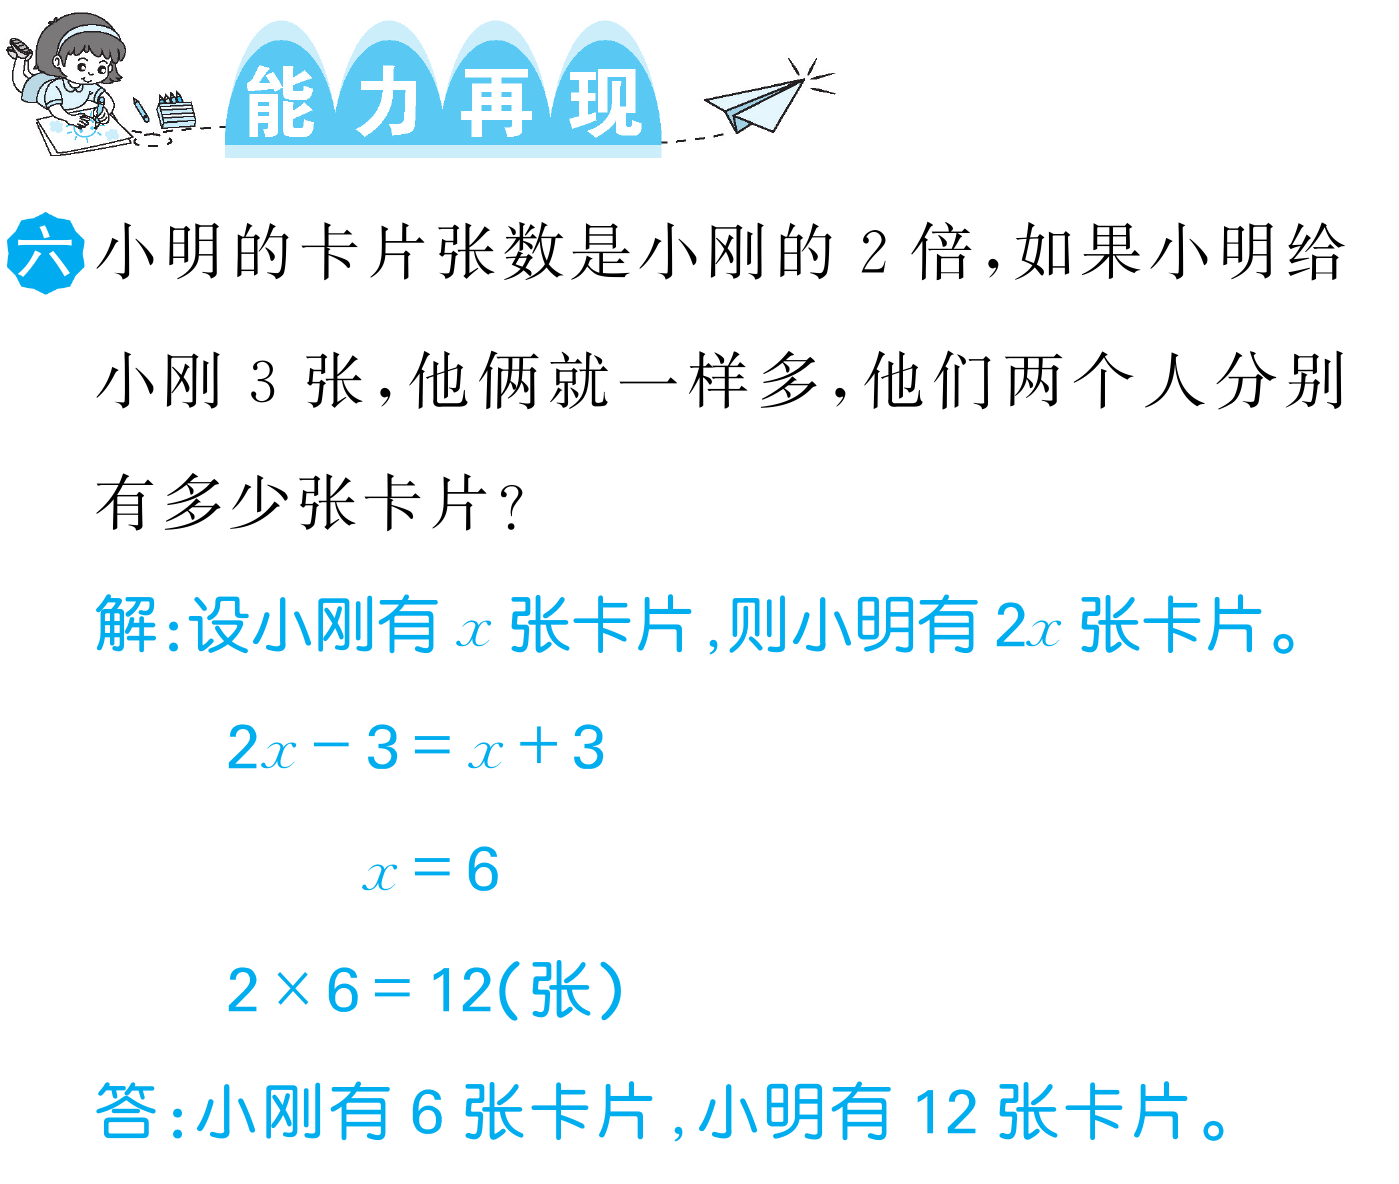 能力再现
六 小明的卡片张数是小刚的 2 倍,如果小明给
小刚 3 张,他俩就一样多,他们两个人分别
有多少张卡片?
解:设小刚有 x 张卡片,则小明有 2x 张卡片。
2x－3＝x＋3
x＝6
2×6＝12(张)
答:小刚有 6 张卡片,小明有 12 张卡片。